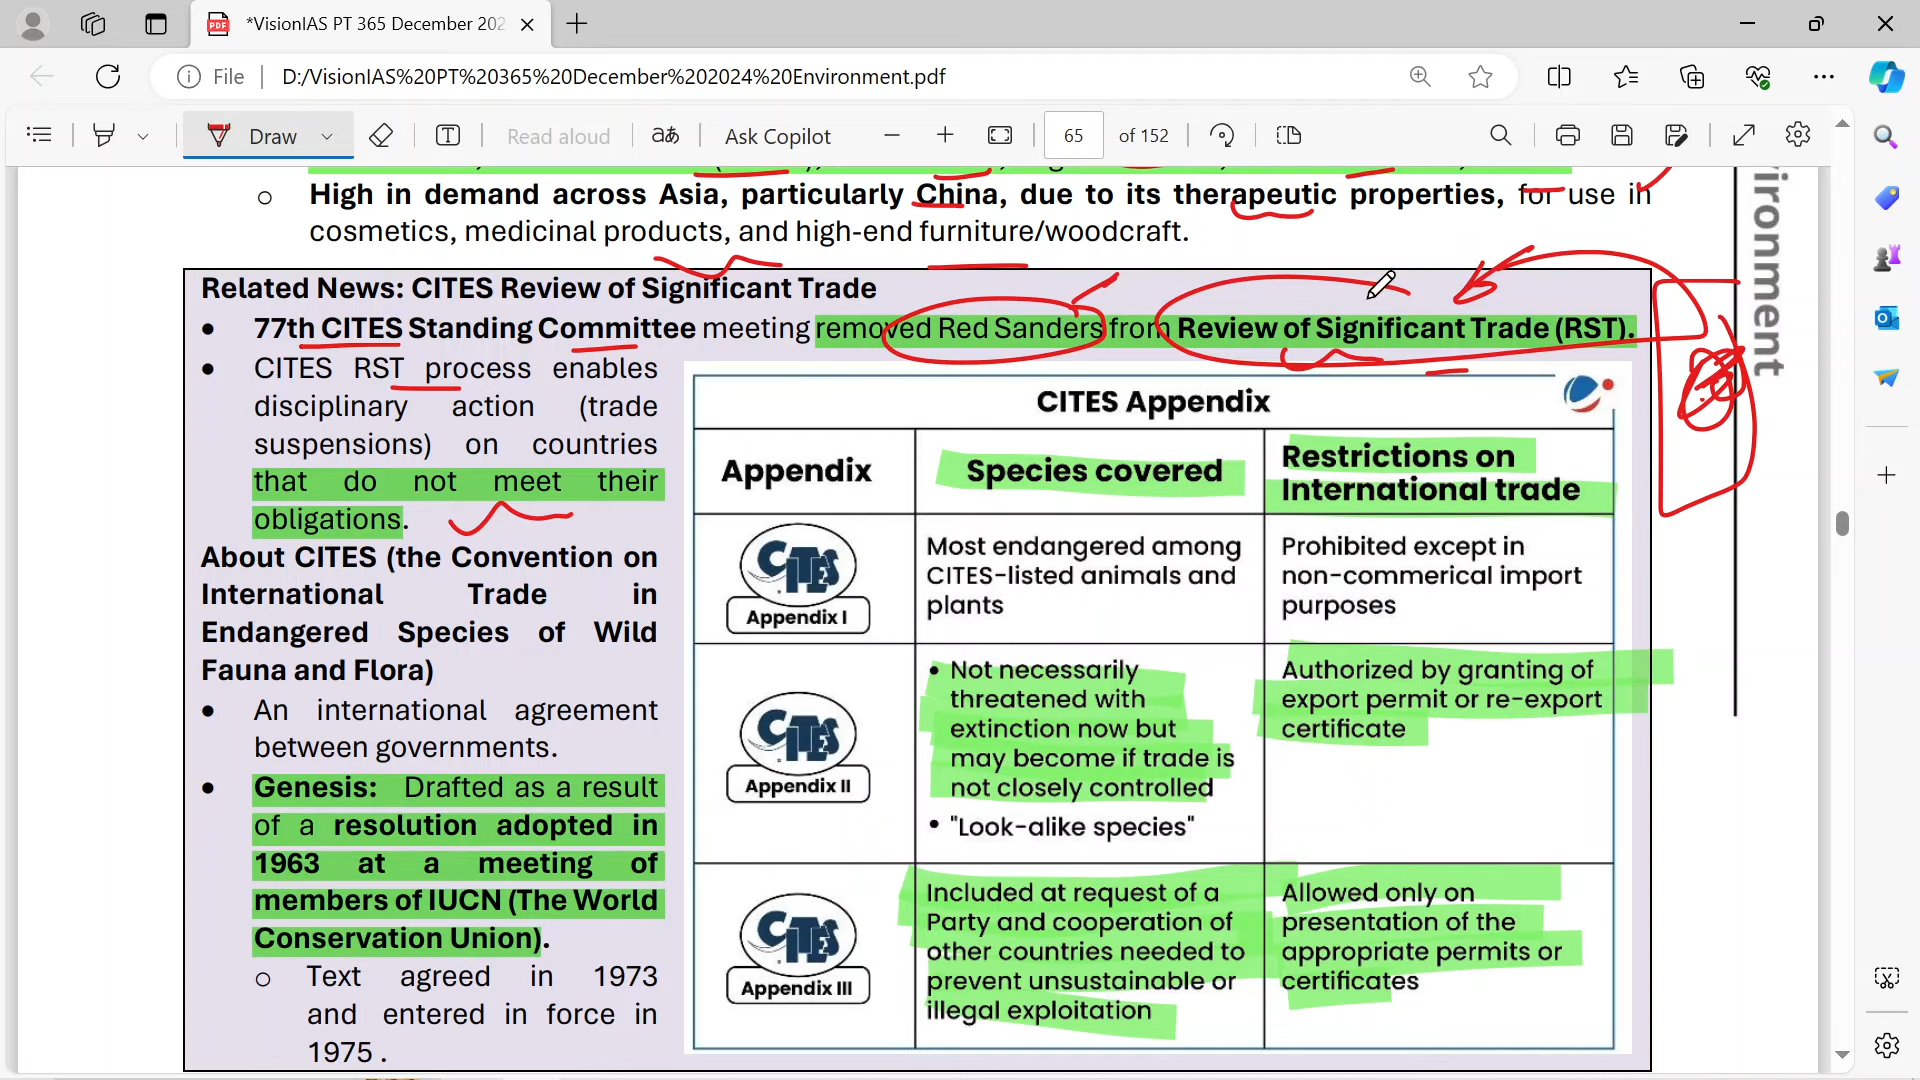 *VisionIAS PT 365 December 202
File
D:/VisionIAS%20PT%20365%20December%202024%20Environment.pdf
Draw
Read aloud
aあ
Ask Copilot
65
of 152
High in demand across Asia, particularly China, due to its therapeutic properties, for use in
cosmetics, medicinal products, and high-end furniture/woodcraft.
ironment
Related News: CITES Review of Significant Trade
• 77th CITES Standing Committee meeting removed Red Sanders from Review of Significant Trade (RST).
• CITES RST process enables
disciplinary action (trade
suspensions) on countries
that do not meet their
obligations.
About CITES (the Convention on
International Trade in
Endangered Species of Wild
Fauna and Flora)
• An international agreement
between governments.
• Genesis: Drafted as a result
of a resolution adopted in
1963 at a meeting of
members of IUCN (The World
Conservation Union).
o Text agreed in 1973
and entered in force in
1975 .
CITES Appendix
Appendix
Species covered
Restrictions on
International trade
CITES
Appendix I
Most endangered among
CITES-listed animals and
plants
Prohibited except in
non-commerical import
purposes
CITES
Appendix II
• Not necessarily
threatened with
extinction now but
may become if trade is
not closely controlled
• "Look-alike species"
Authorized by granting of
export permit or re-export
certificate
CITES
Appendix III
Included at request of a
Party and cooperation of
other countries needed to
prevent unsustainable or
illegal exploitation
Allowed only on
presentation of the
appropriate permits or
certificates